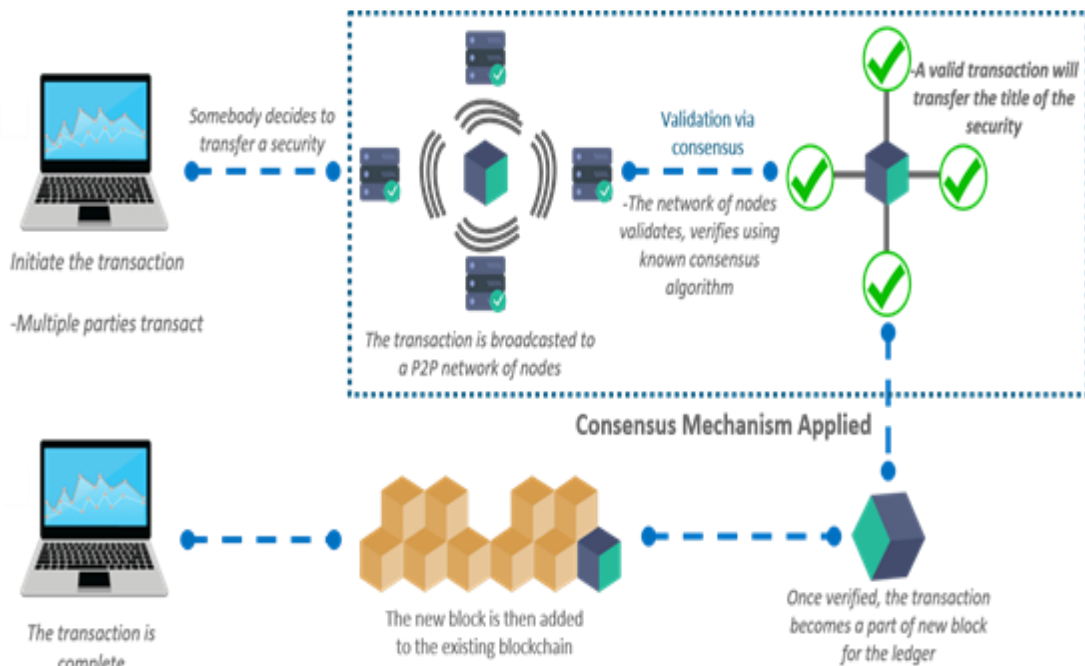 Somebody decides to
transfer a security
Initiate the transaction
-Multiple parties transact
The transaction is broadcasted to
a P2P network of nodes
Validation via
consensus
-The network of nodes
validates, verifies using
known consensus
algorithm
-A valid transaction will
transfer the title of the
security
Consensus Mechanism Applied
Once verified, the transaction
becomes a part of new block
for the ledger
The new block is then added
to the existing blockchain
The transaction is
complete